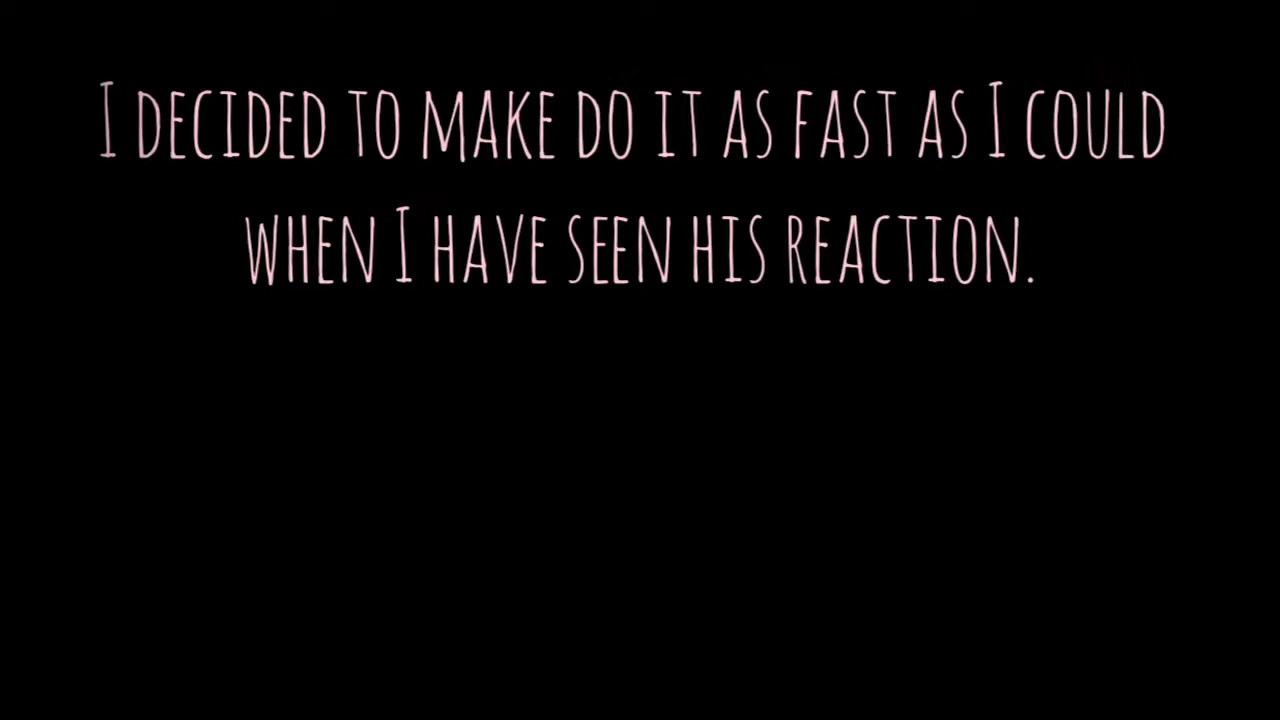 I DECIDED TO MAKE DO IT AS FAST AS I COULD
WHEN I HAVE SEEN HIS REACTION.